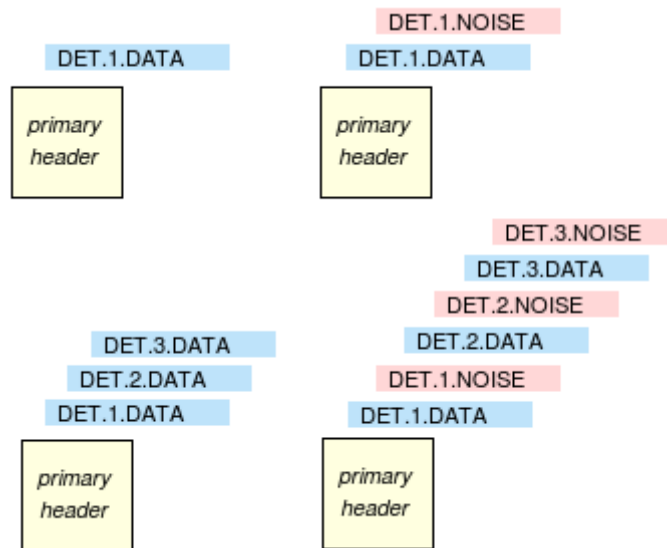 DET.1.DATA
primary
header
DET.1.NOISE
DET.1.DATA
primary
header
DET.3.DATA
DET.2.DATA
DET.1.DATA
primary
header
DET.3.NOISE
DET.3.DATA
DET.2.NOISE
DET.2.DATA
DET.1.NOISE
DET.1.DATA
primary
header